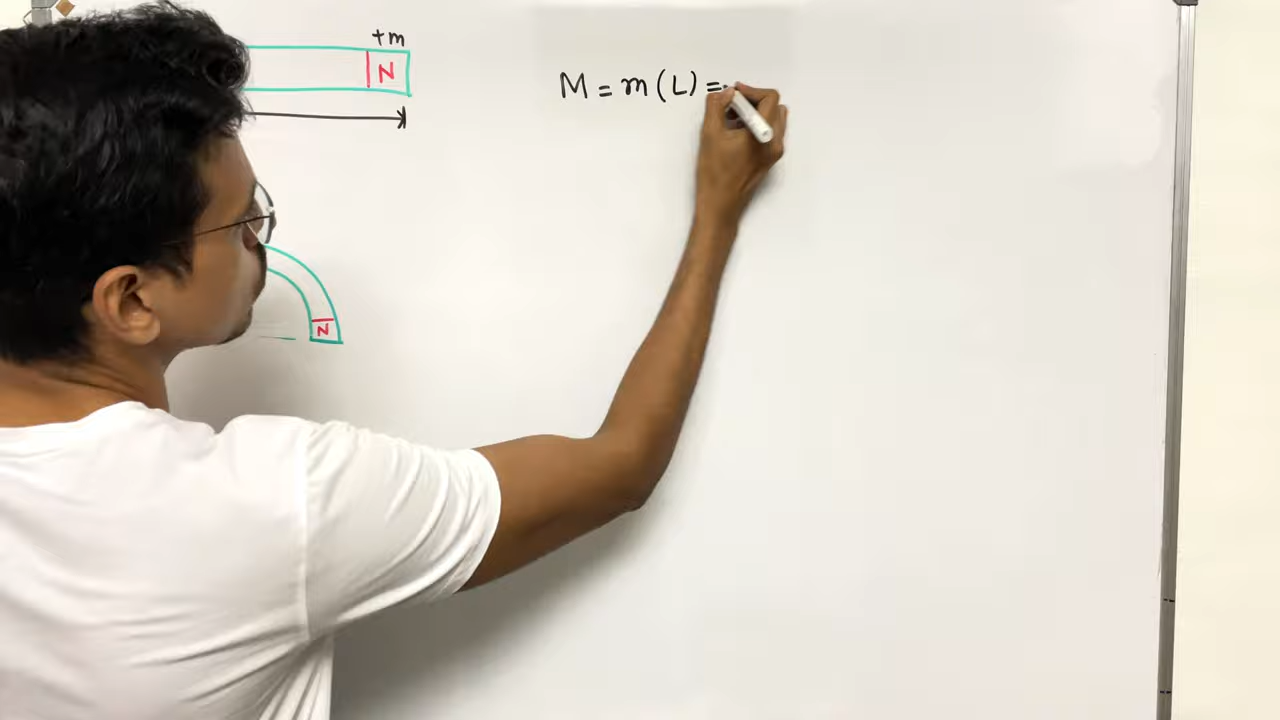 +m
N
M = m (L) =
N